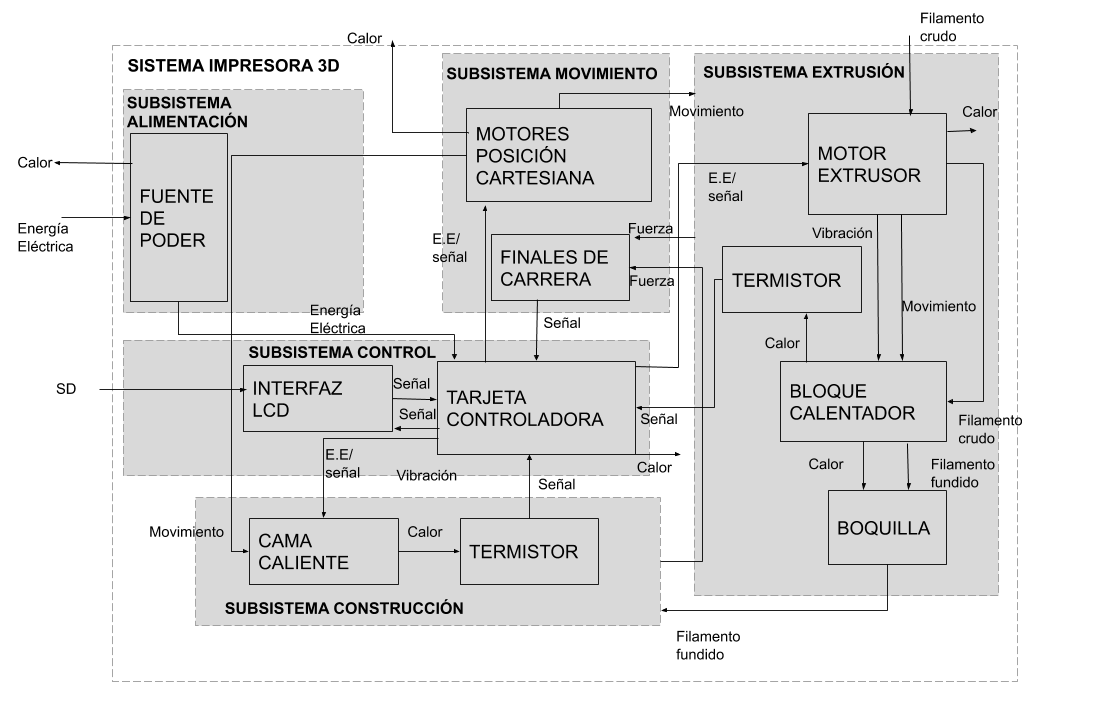 Filamento
crudo
Calor
SISTEMA IMPRESORA 3D
SUBSISTEMA MOVIMIENTO
SUBSISTEMA EXTRUSIÓN
SUBSISTEMA
ALIMENTACIÓN
Movimiento
Calor
MOTORES
POSICIÓN
CARTESIANA
MOTOR
EXTRUSOR
Calor
FUENTE
DE
PODER
E.E/
señal
Energía
Eléctrica
E.E/
señal
Fuerza
Vibración
FINALES DE
CARRERA
Fuerza
TERMISTOR
Movimiento
Energía
Eléctrica
Señal
Calor
SUBSISTEMA CONTROL
SD
INTERFAZ
LCD
Señal
Señal
TARJETA
CONTROLADORA
Señal
BLOQUE
CALENTADOR
Filamento
crudo
E.E/
señal
Vibración
Calor
Señal
Calor
Filamento
fundido
Movimiento
CAMA
CALIENTE
Calor
TERMISTOR
BOQUILLA
SUBSISTEMA CONSTRUCCIÓN
Filamento
fundido